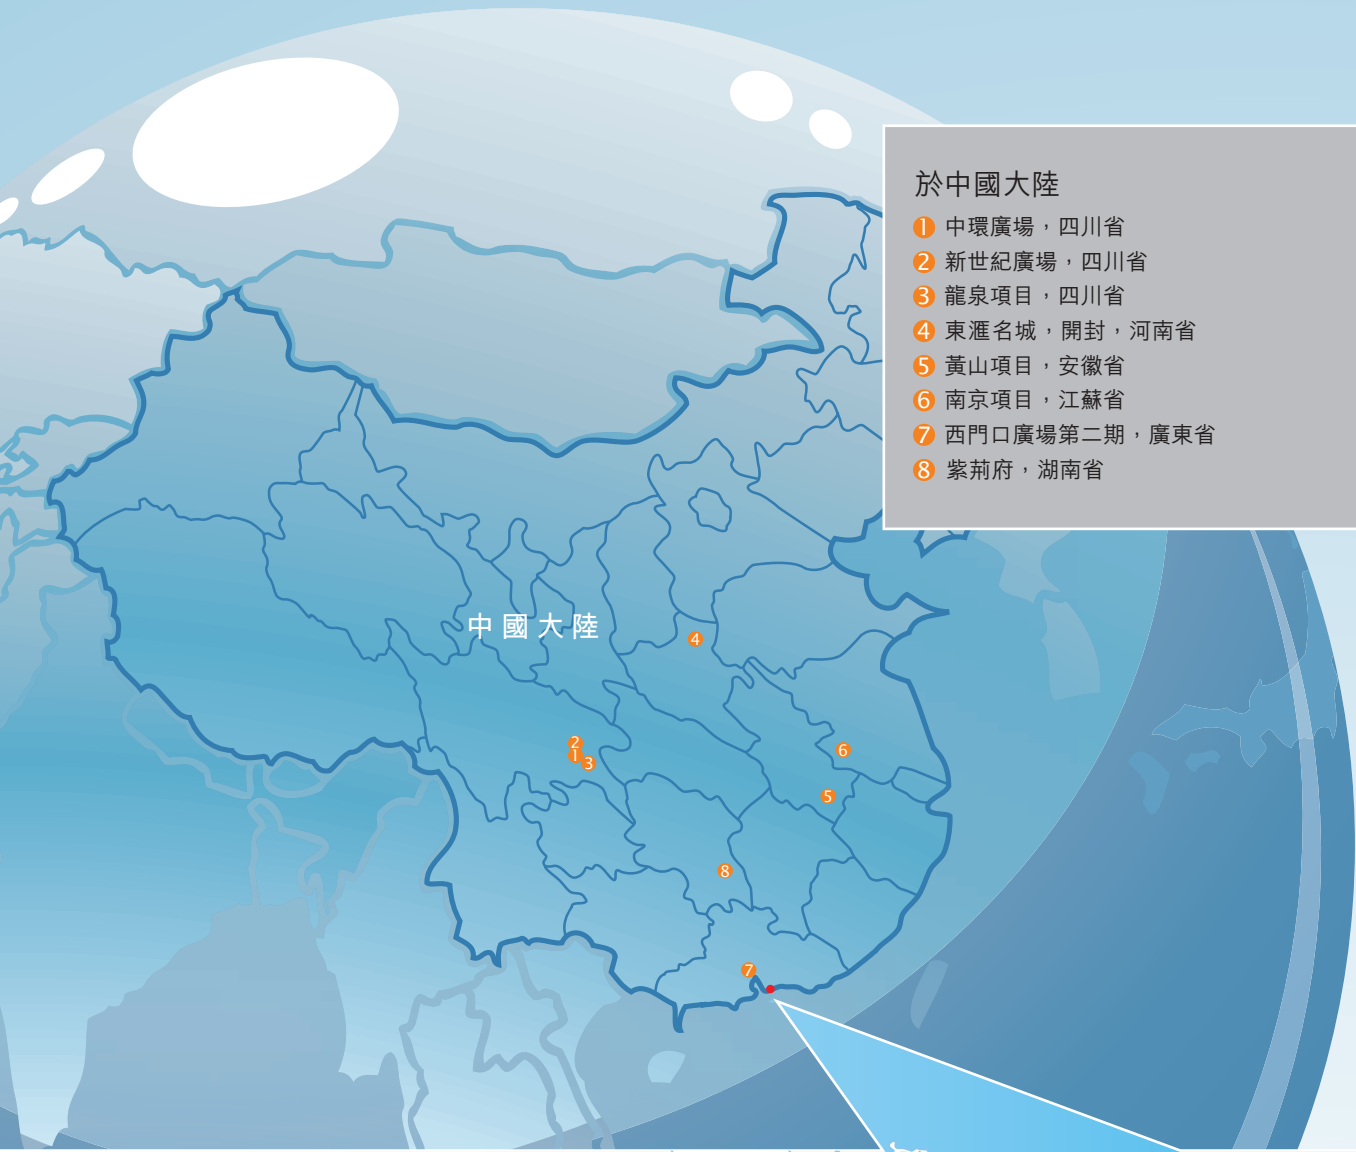 於中國大陸
1 中環廣場，四川省
2 新世紀廣場，四川省
3 龍泉項目，四川省
4 東滙名城，開封，河南省
5 黃山項目，安徽省
6 南京項目，江蘇省
7 西門口廣場第二期，廣東省
8 紫荊府，湖南省
中國大陸
4
2
1
3
6
5
8
7